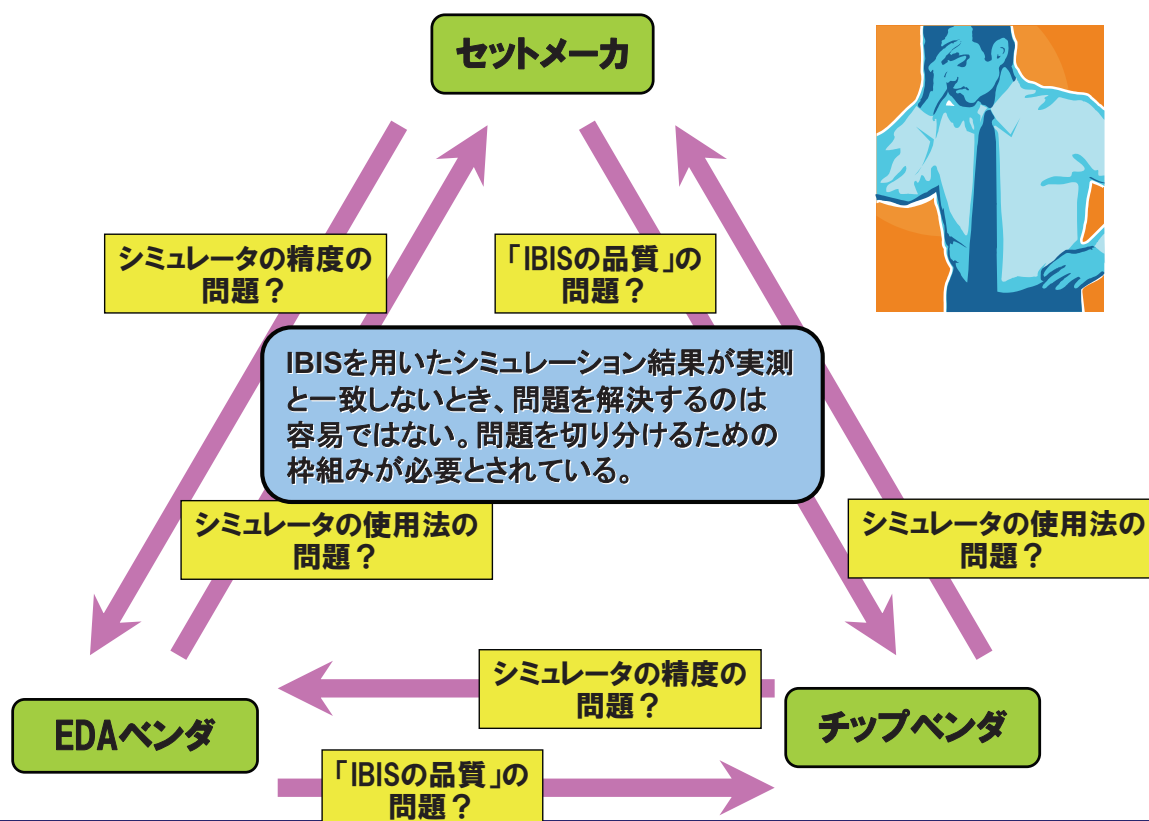 セットメーカ
シミュレータの精度の
問題？
「IBISの品質」の
問題？
IBISを用いたシミュレーション結果が実測
と一致しないとき、問題を解決するのは
容易ではない。問題を切り分けるための
枠組みが必要とされている。
シミュレータの使用法の
問題？
シミュレータの使用法の
問題？
シミュレータの精度の
問題？
EDAベンダ
チップベンダ
「IBISの品質」の
問題？